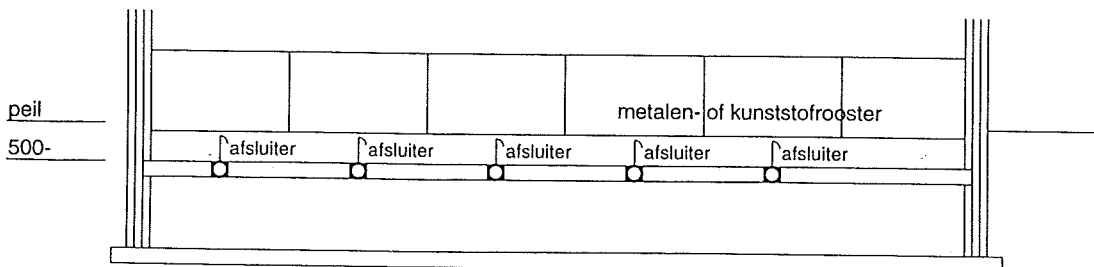 peil
metalen- of kunststofrooster
500-
afsluiter
afsluiter
afsluiter
afsluiter
afsluiter